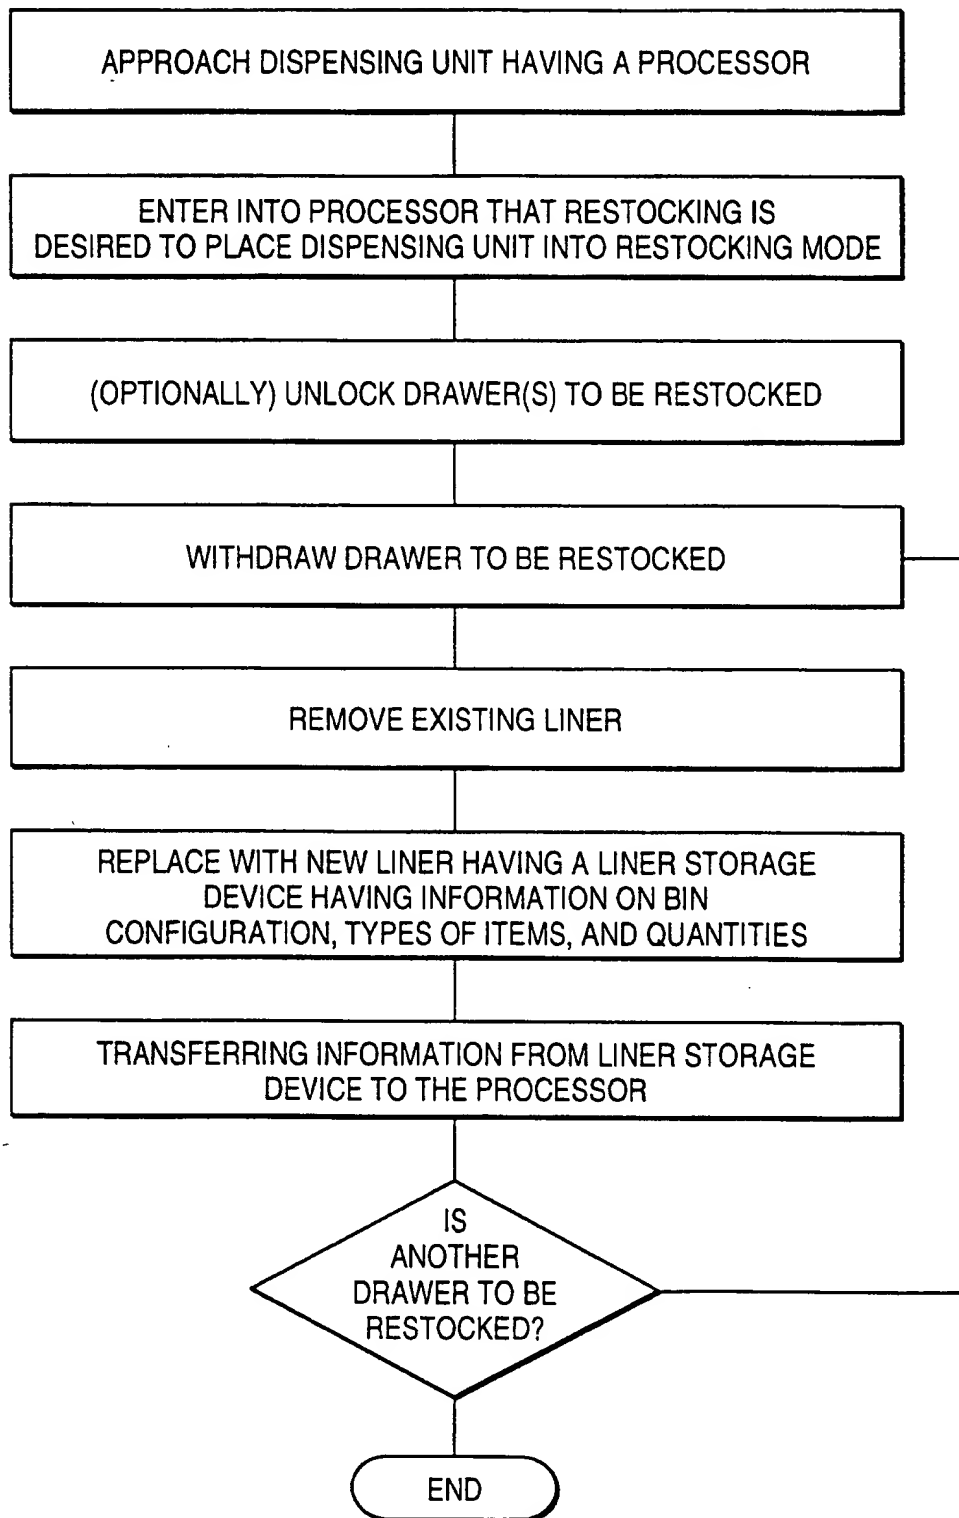 APPROACH DISPENSING UNIT HAVING A PROCESSOR
ENTER INTO PROCESSOR THAT RESTOCKING IS
DESIRED TO PLACE DISPENSING UNIT INTO RESTOCKING MODE
(OPTIONALLY) UNLOCK DRAWER(S) TO BE RESTOCKED
WITHDRAW DRAWER TO BE RESTOCKED
REMOVE EXISTING LINER
REPLACE WITH NEW LINER HAVING A LINER STORAGE
DEVICE HAVING INFORMATION ON BIN
CONFIGURATION, TYPES OF ITEMS, AND QUANTITIES
TRANSFERRING INFORMATION FROM LINER STORAGE
DEVICE TO THE PROCESSOR
IS
ANOTHER
DRAWER TO BE
RESTOCKED?
END